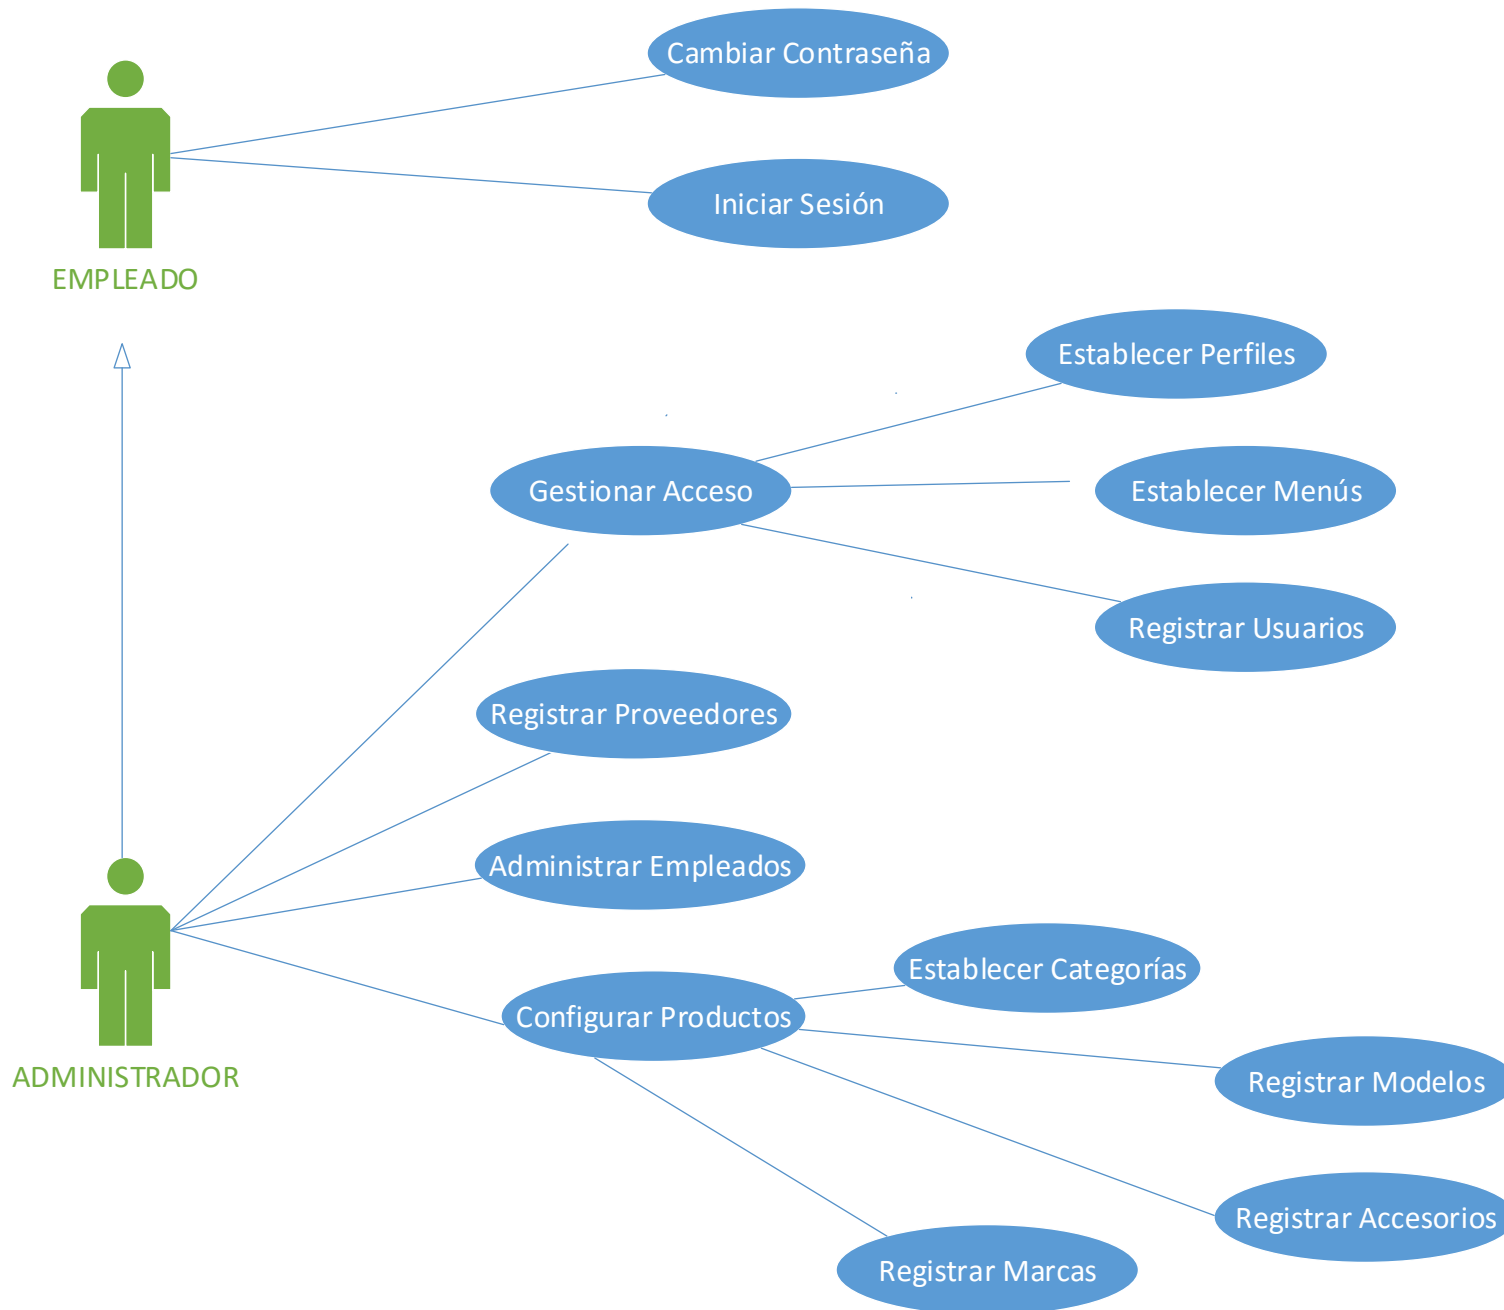 Cambiar Contraseña
Iniciar Sesión
EMPLEADO
Establecer Perfiles
Gestionar Acceso
Establecer Menús
Registrar Usuarios
Registrar Proveedores
Administrar Empleados
Establecer Categorías
Configurar Productos
ADMINISTRADOR
Registrar Modelos
Registrar Accesorios
Registrar Marcas